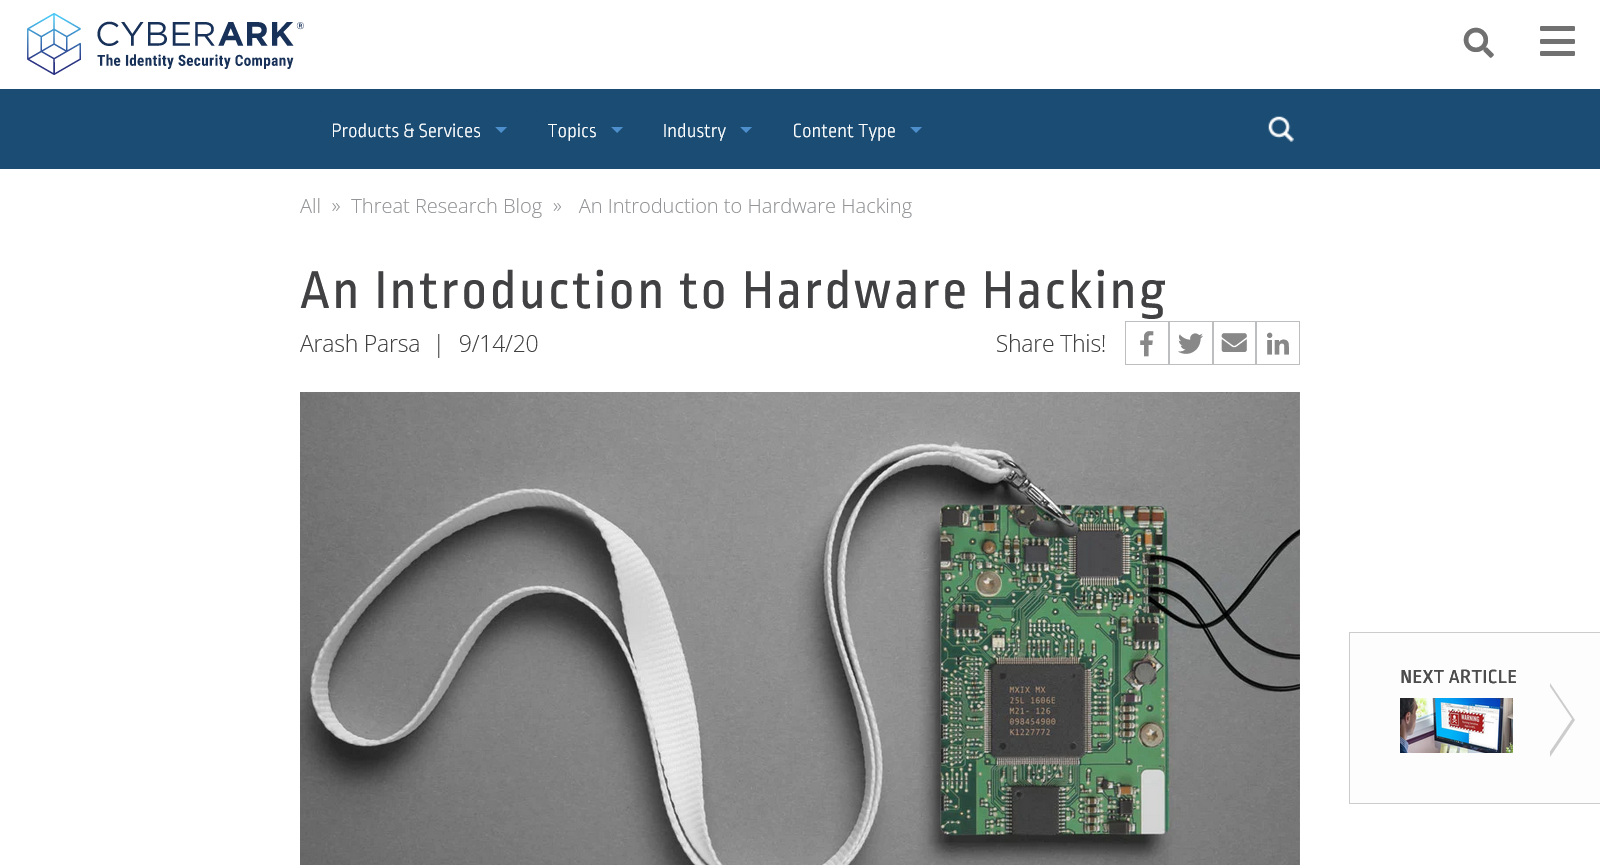 CYBERARK®
The Identity Security Company
Products & Services
Topics
Industry
Content Type
All » Threat Research Blog » An Introduction to Hardware Hacking
An Introduction to Hardware Hacking
Arash Parsa | 9/14/20
Share This!
MXIX MX
25L 1606E
M21- 126
098454900
K1227772
NEXT ARTICLE
WARNING